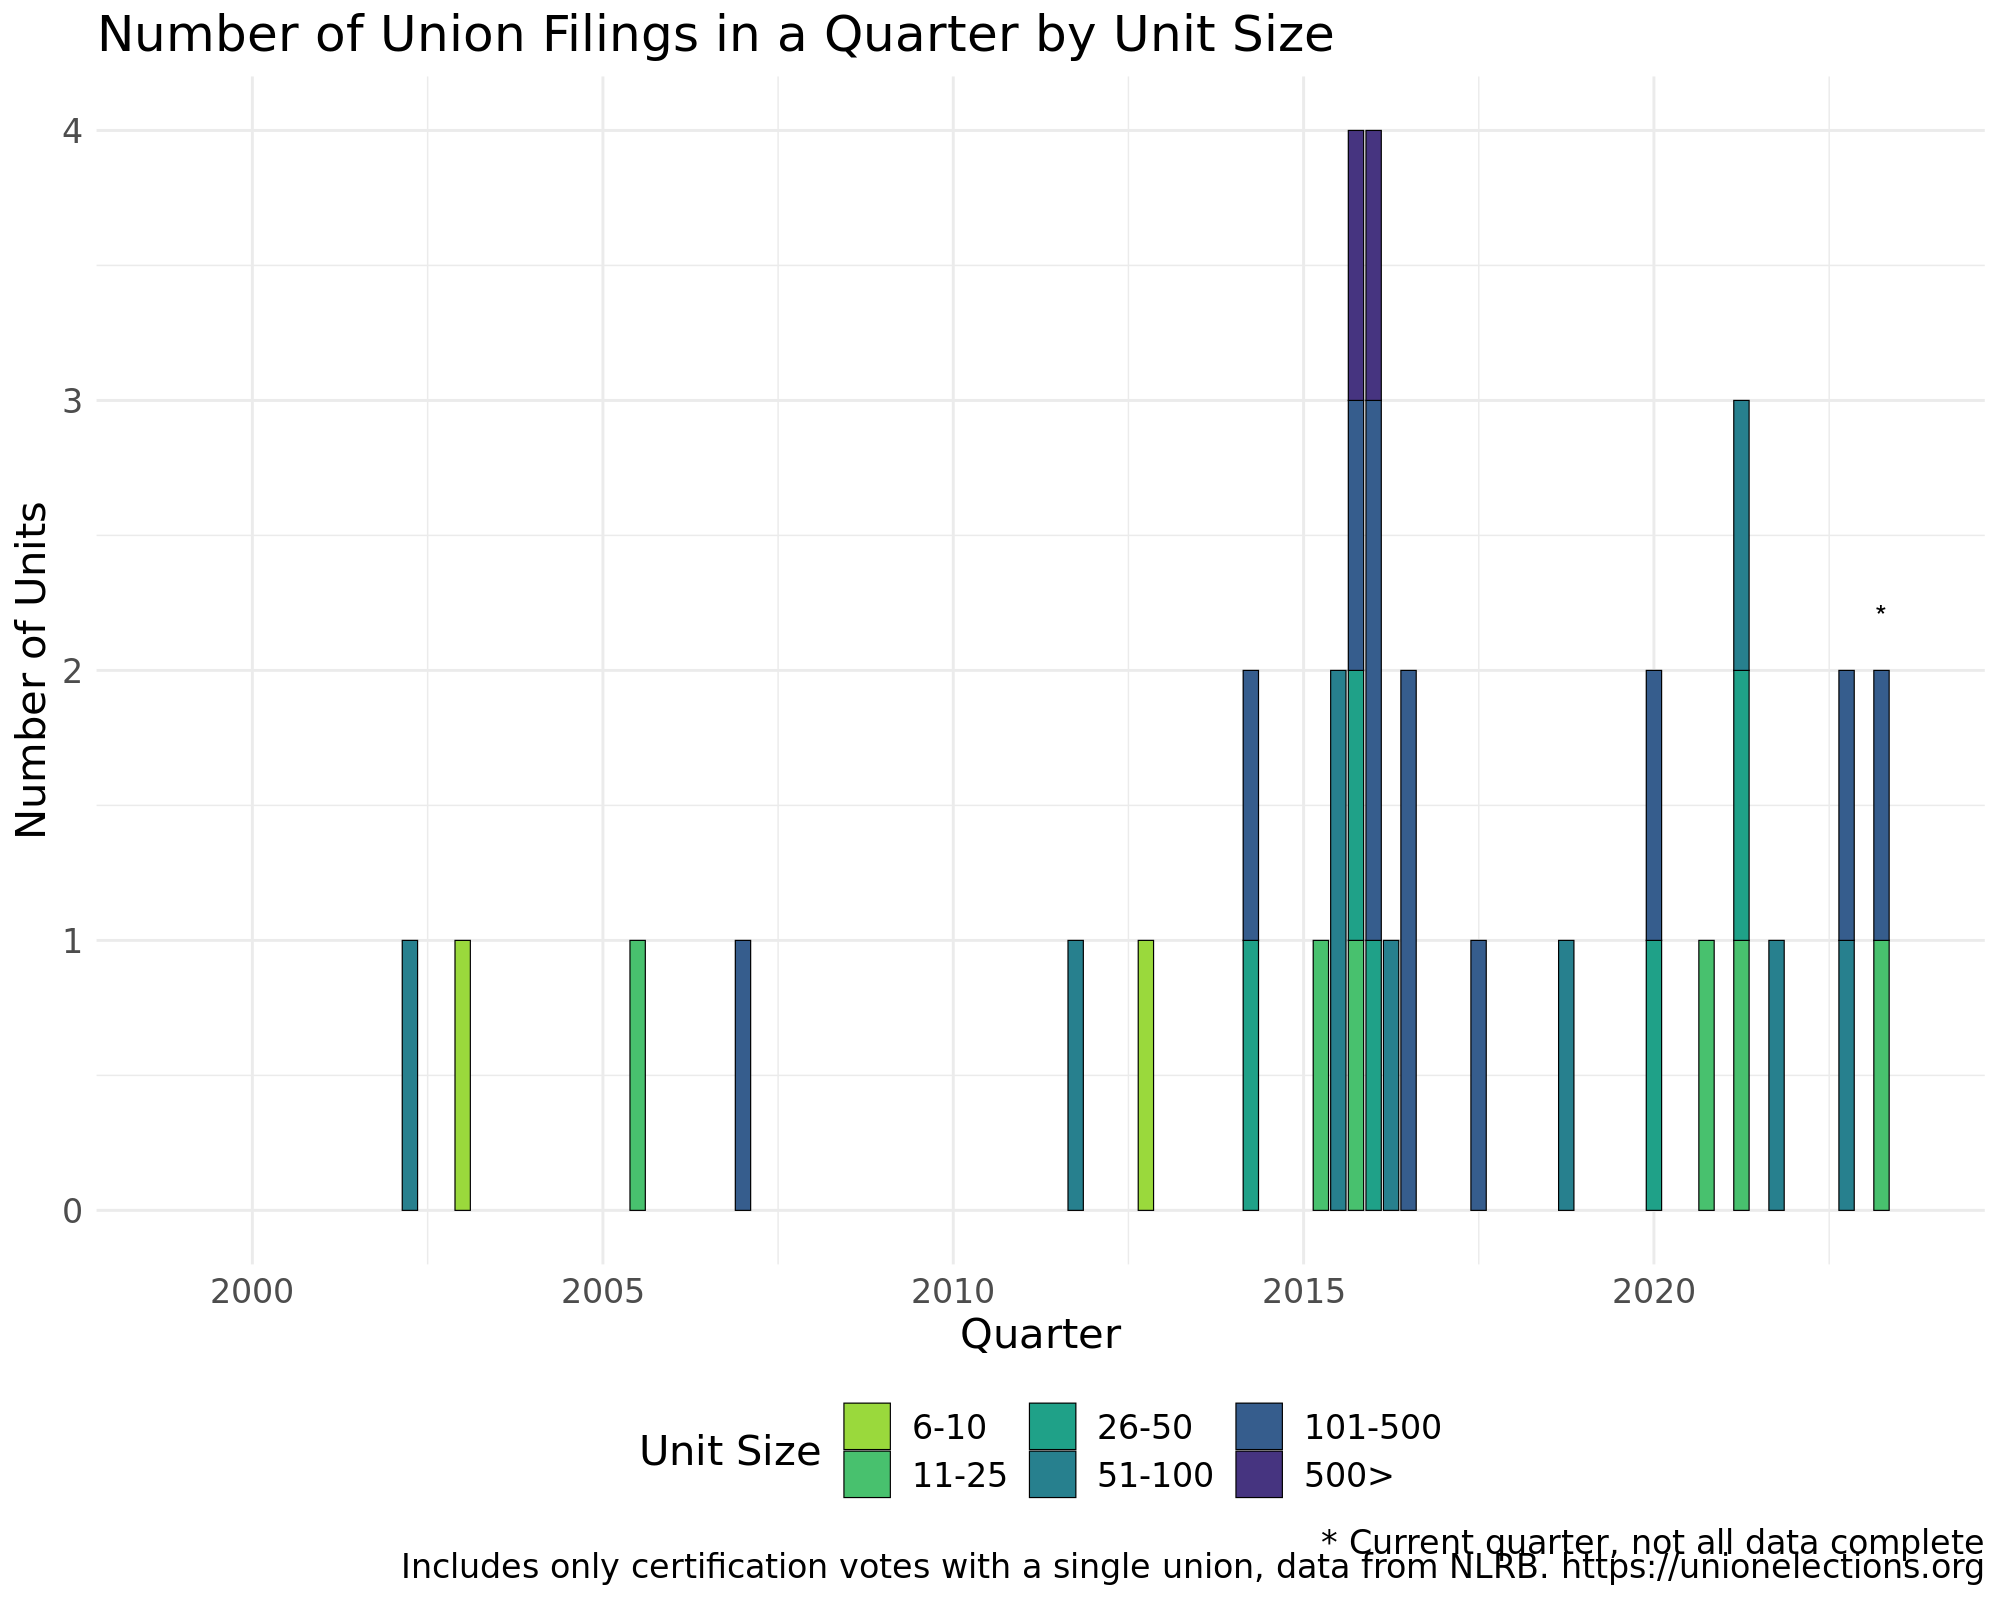 Number of Union Filings in a Quarter by Unit Size
Number of Units
4
3
2
1
0
*
2000 2005 2010 2015 2020
Quarter
Unit Size
6-10 26-50 101-500
11-25 51-100 500>
* Current quarter, not all data complete
Includes only certification votes with a single union, data from NLRB. https://unionelections.org